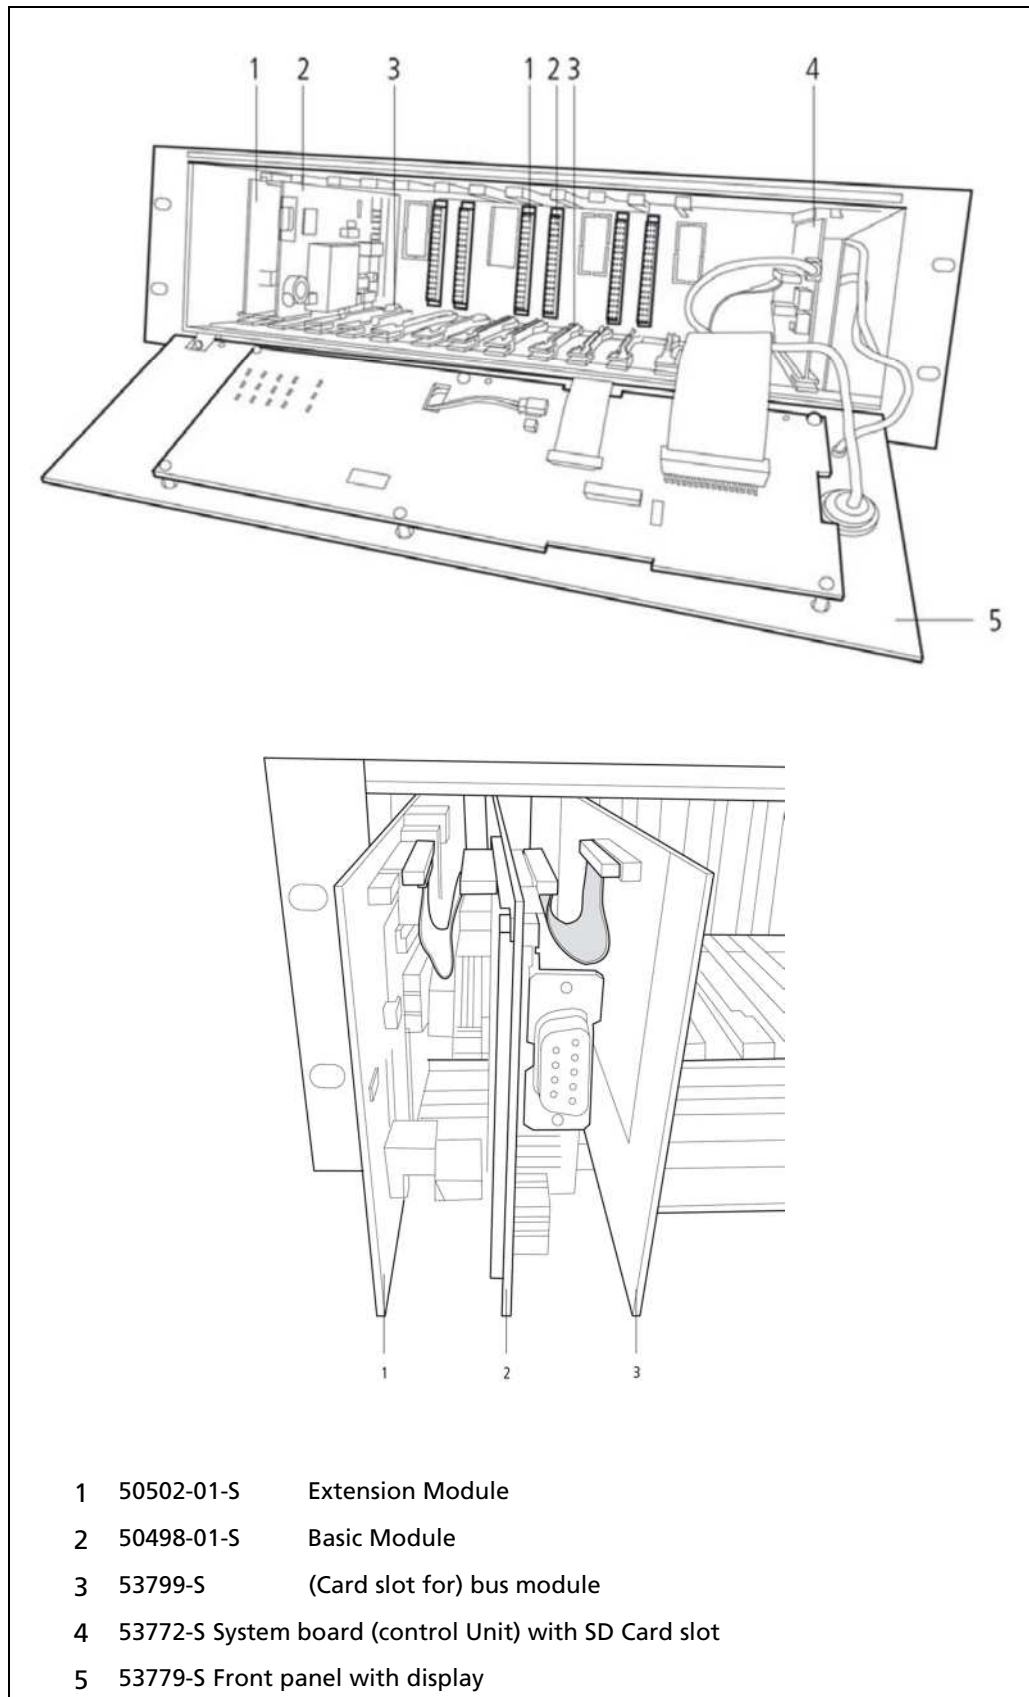 1 2 3 1 2 3 4
5
1 2 3
1 50502-01-S Extension Module
2 50498-01-S Basic Module
3 53799-S (Card slot for) bus module
4 53772-S System board (control Unit) with SD Card slot
5 53779-S Front panel with display